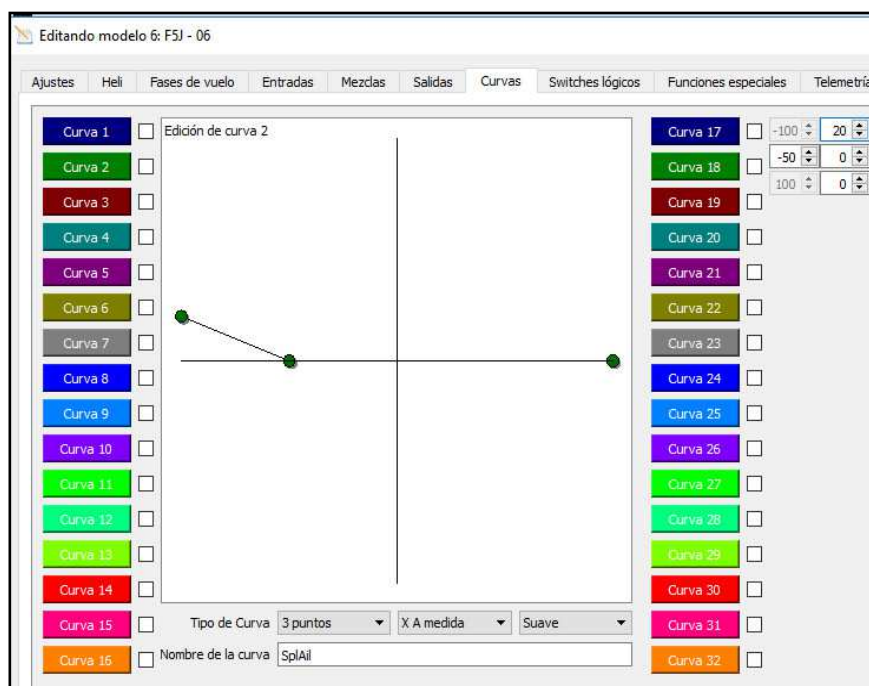 Editando modelo 6: F5J - 06
Ajustes Heli Fases de vuelo Entradas Mezclas Salidas Curvas Switches lógicos Funciones especiales Telemetría
Curva 1 Edición de curva 2 Curva 17 -100 20
Curva 2 Curva 18 -50 0
Curva 3 Curva 19 100 0
Curva 4 Curva 20
Curva 5 Curva 21
Curva 6 Curva 22
Curva 7 Curva 23
Curva 8 Curva 24
Curva 9 Curva 25
Curva 10 Curva 26
Curva 11 Curva 27
Curva 12 Curva 28
Curva 13 Curva 29
Curva 14 Curva 30
Curva 15 Tipo de Curva 3 puntos X A medida Suave Curva 31
Curva 16 Nombre de la curva SplAil Curva 32